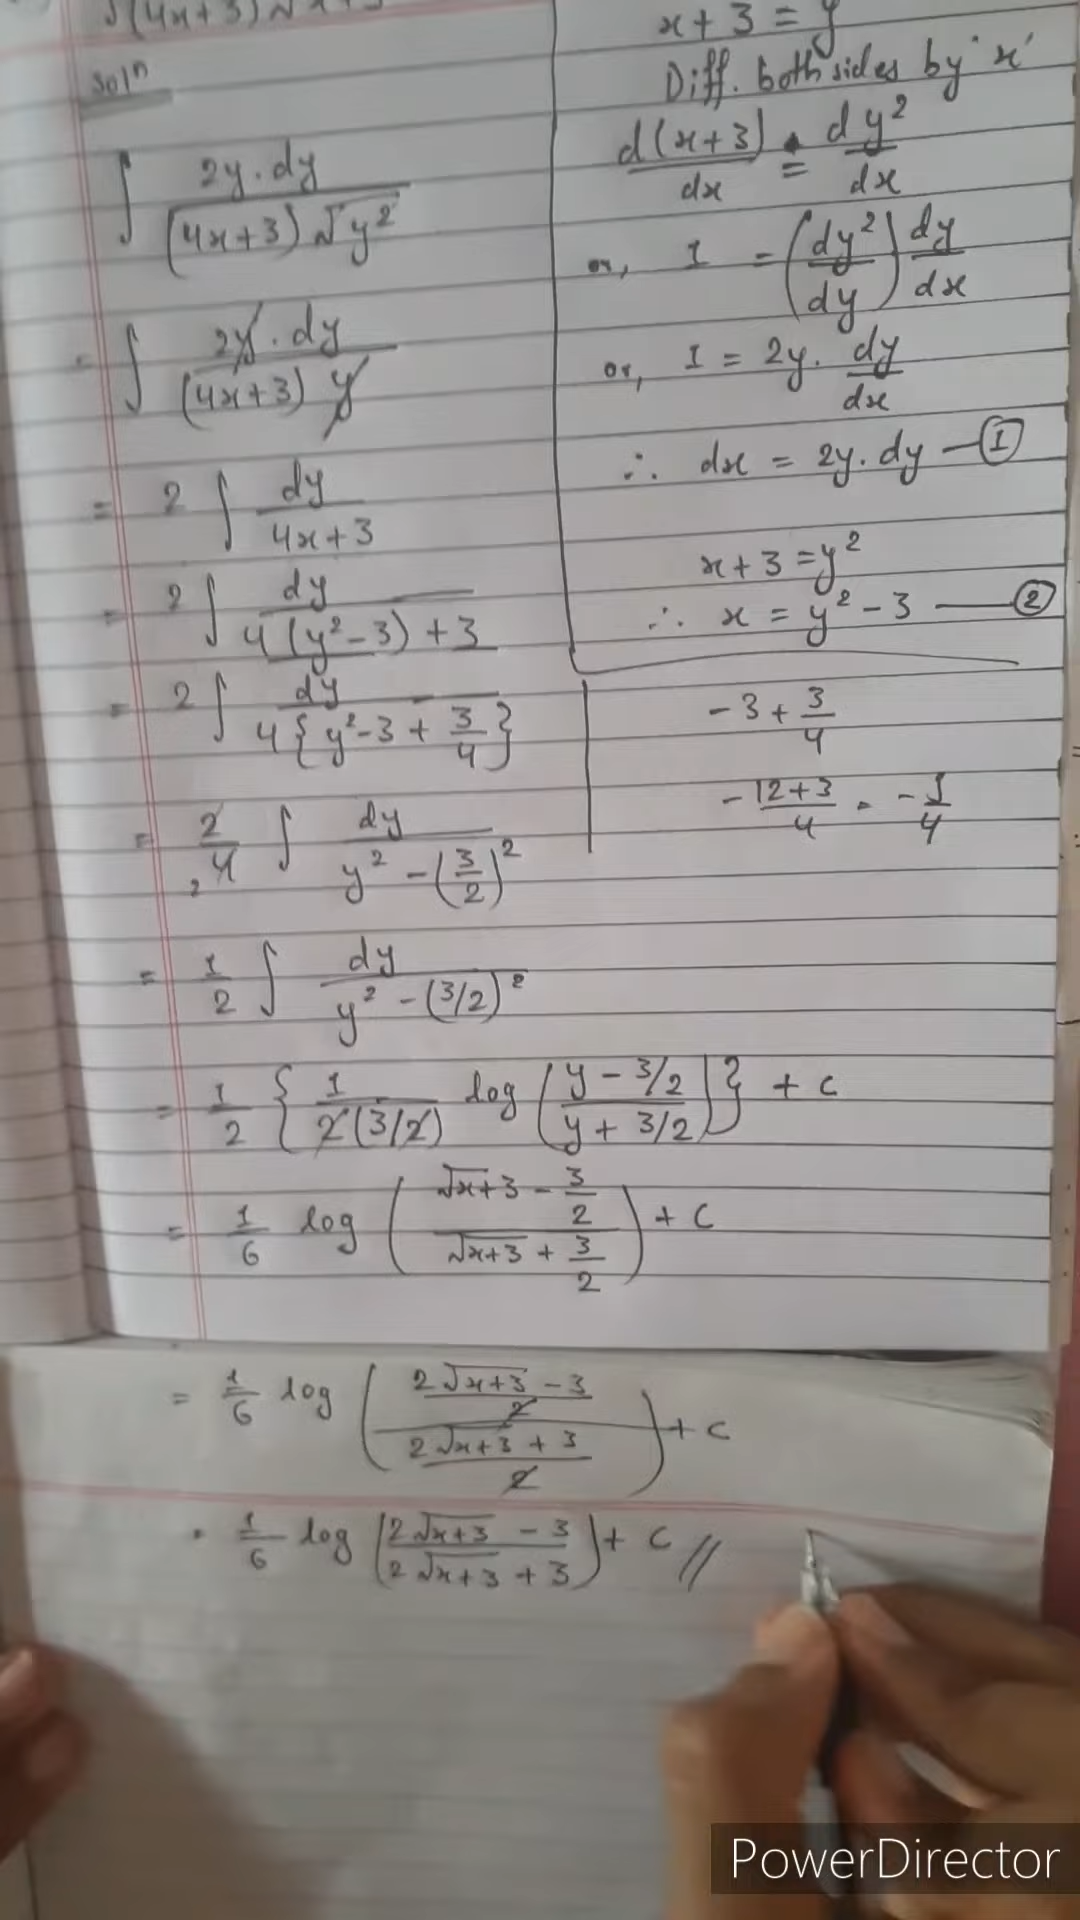 ∫(4x+3)√x+3
Solⁿ
∫ 2y.dy / (4x+3)√y²
= ∫ 2y.dy / (4x+3) y
= 2 ∫ dy / 4x+3
= 2 ∫ dy / 4(y²-3)+3
= 2 ∫ dy / 4{y²-3+3/4}
= 2/4 2 ∫ dy / y²-(3/2)²
= 1/2 ∫ dy / y²-(3/2)²
= 1/2 { 1/2(3/2) log (y-3/2 / y+3/2) } + c
= 1/6 log (√x+3 - 3/2 / √x+3 + 3/2) + c
= 1/6 log (2√x+3 - 3 / 2 / 2√x+3 + 3 / 2) + c
= 1/6 log (2√x+3 - 3 / 2√x+3 + 3) + c //
x+3 = y
Diff. both sides by 'x'
d(x+3)/dx = dy²/dx
or, 1 = (dy²/dy) dy/dx
or, 1 = 2y. dy/dx
∴ dx = 2y.dy — ①
x+3 = y²
∴ x = y²-3 — ②
-3+3/4
-12+3/4 = -9/4
PowerDirector